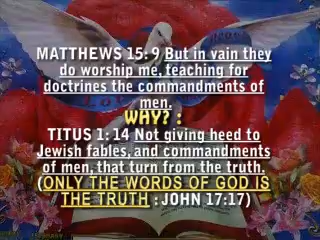 MATTHEWS 15: 9 But in vain they
do worship me, teaching for
doctrines the commandments of
men.
WHY? :
TITUS 1: 14 Not giving heed to
Jewish fables, and commandments
of men, that turn from the truth.
(ONLY THE WORDS OF GOD IS
THE TRUTH : JOHN 17:17)